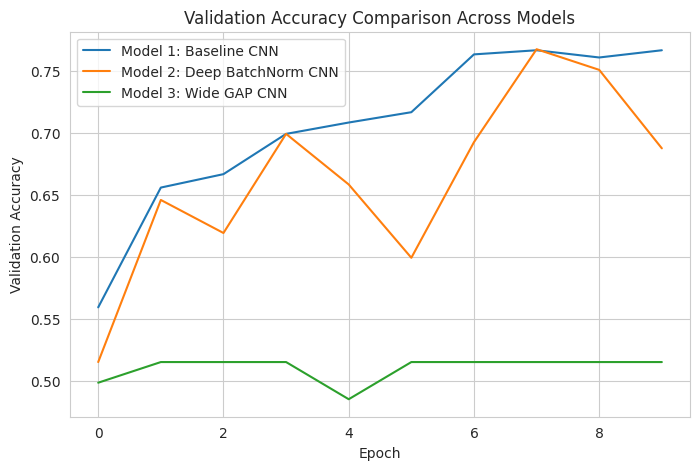 Validation Accuracy Comparison Across Models
Model 1: Baseline CNN
Model 2: Deep BatchNorm CNN
Model 3: Wide GAP CNN
Validation Accuracy
0.75
0.70
0.65
0.60
0.55
0.50
0 2 4 6 8
Epoch